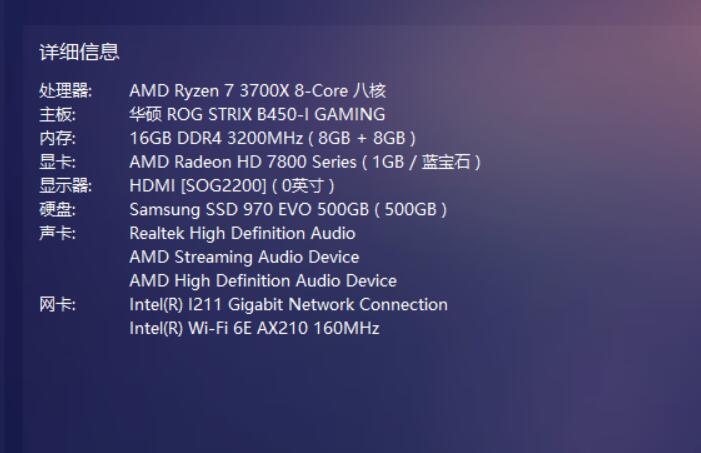 详细信息
处理器: AMD Ryzen 7 3700X 8-Core 八核
主板: 华硕 ROG STRIX B450-I GAMING
内存: 16GB DDR4 3200MHz ( 8GB + 8GB )
显卡: AMD Radeon HD 7800 Series ( 1GB / 蓝宝石 )
显示器: HDMI [SOG2200] ( 0英寸 )
硬盘: Samsung SSD 970 EVO 500GB ( 500GB )
声卡: Realtek High Definition Audio
AMD Streaming Audio Device
AMD High Definition Audio Device
网卡: Intel(R) I211 Gigabit Network Connection
Intel(R) Wi-Fi 6E AX210 160MHz